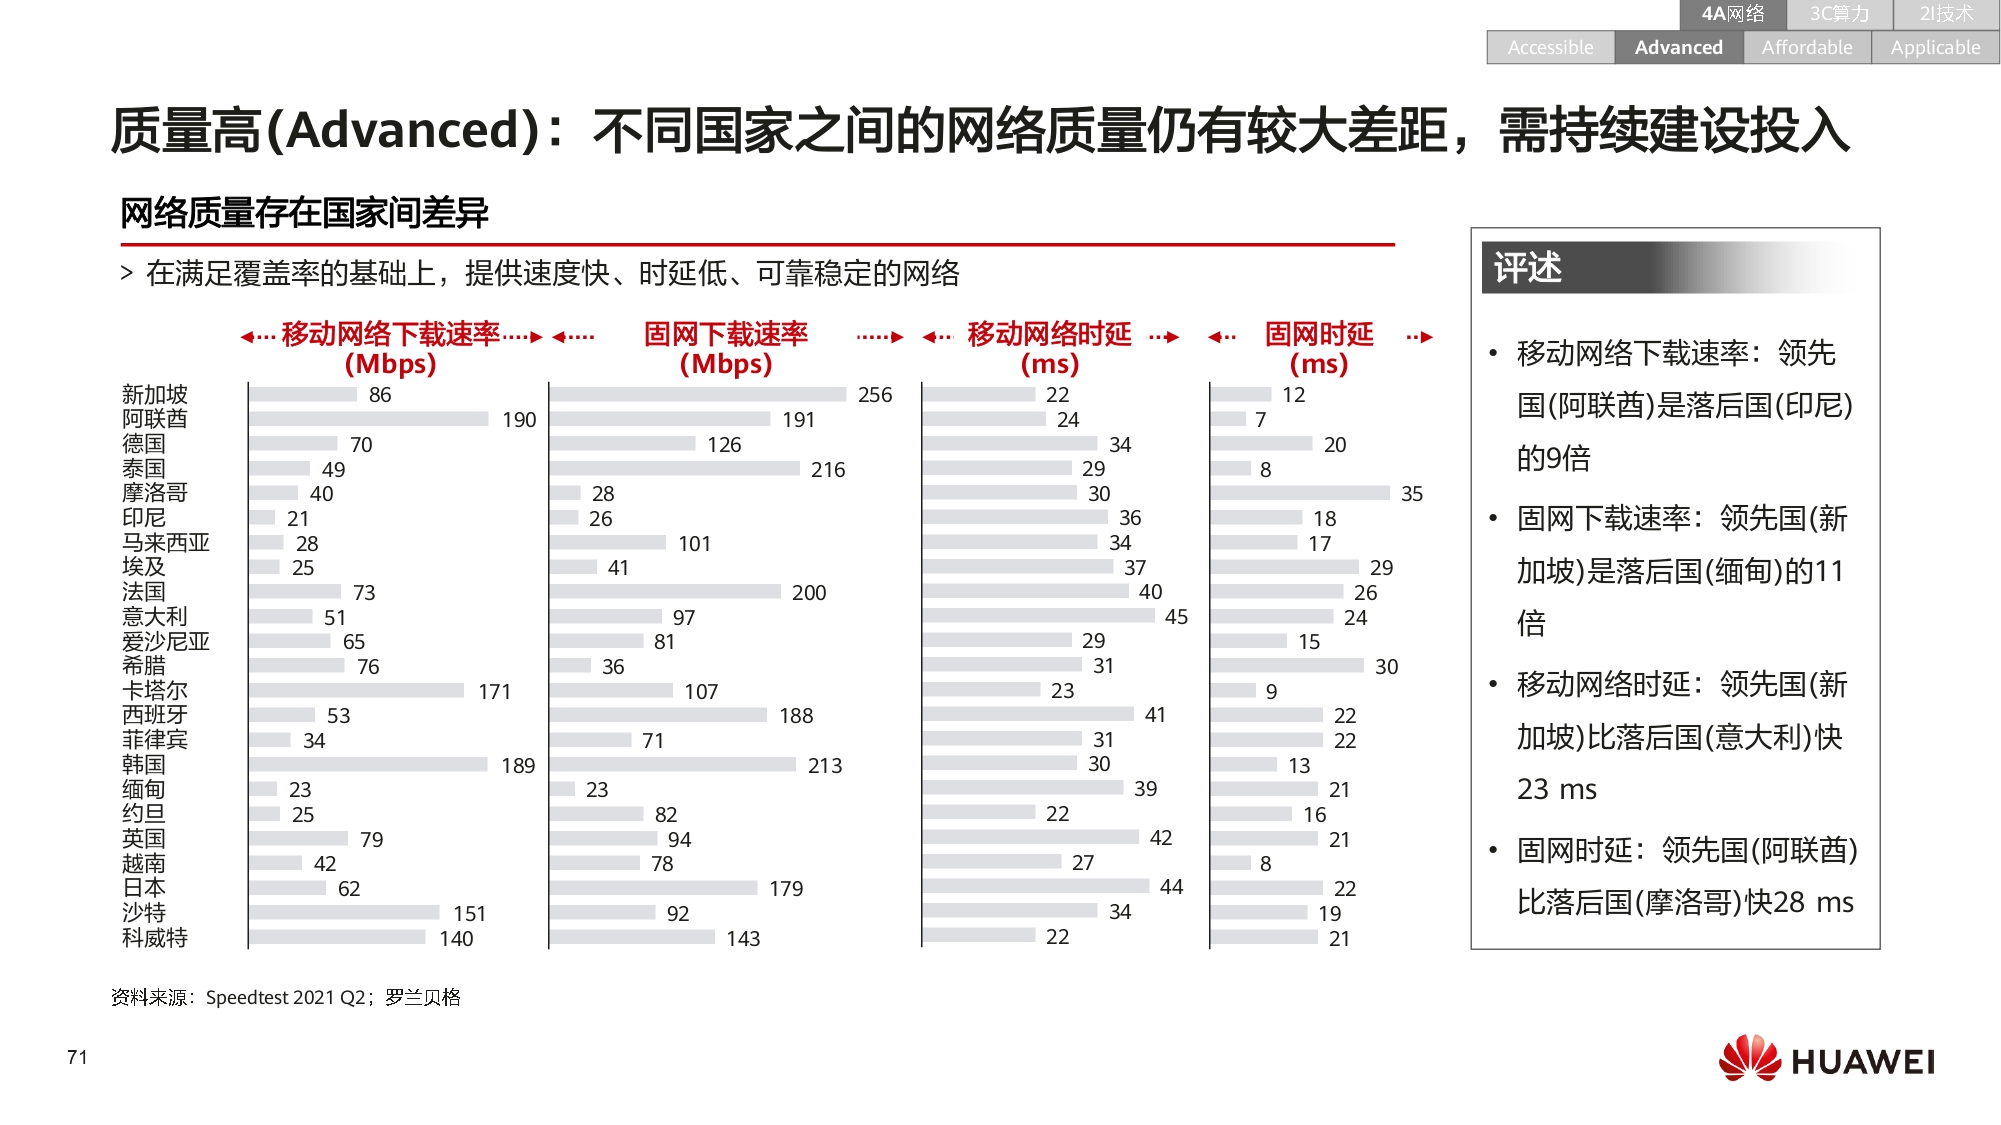 4A网络 3C算力 2I技术
Accessible Advanced Affordable Applicable
质量高(Advanced)：不同国家之间的网络质量仍有较大差距，需持续建设投入
网络质量存在国家间差异
> 在满足覆盖率的基础上，提供速度快、时延低、可靠稳定的网络
移动网络下载速率 固网下载速率 移动网络时延 固网时延
(Mbps) (Mbps) (ms) (ms)
新加坡 86 256 22 12
阿联酋 190 191 24 7
德国 70 126 34 20
泰国 49 216 29 8
摩洛哥 40 28 30 35
印尼 21 26 36 18
马来西亚 28 101 34 17
埃及 25 41 37 29
法国 73 200 40 26
意大利 51 97 45 24
爱沙尼亚 65 81 29 15
希腊 76 36 31 30
卡塔尔 171 107 23 9
西班牙 53 188 41 22
菲律宾 34 71 31 22
韩国 189 213 30 13
缅甸 23 23 39 21
约旦 25 82 22 16
英国 79 94 42 21
越南 42 78 27 8
日本 62 179 44 22
沙特 151 92 34 19
科威特 140 143 22 21
评述
• 移动网络下载速率：领先
国(阿联酋)是落后国(印尼)
的9倍
• 固网下载速率：领先国(新
加坡)是落后国(缅甸)的11
倍
• 移动网络时延：领先国(新
加坡)比落后国(意大利)快
23 ms
• 固网时延：领先国(阿联酋)
比落后国(摩洛哥)快28 ms
资料来源：Speedtest 2021 Q2；罗兰贝格
71
HUAWEI